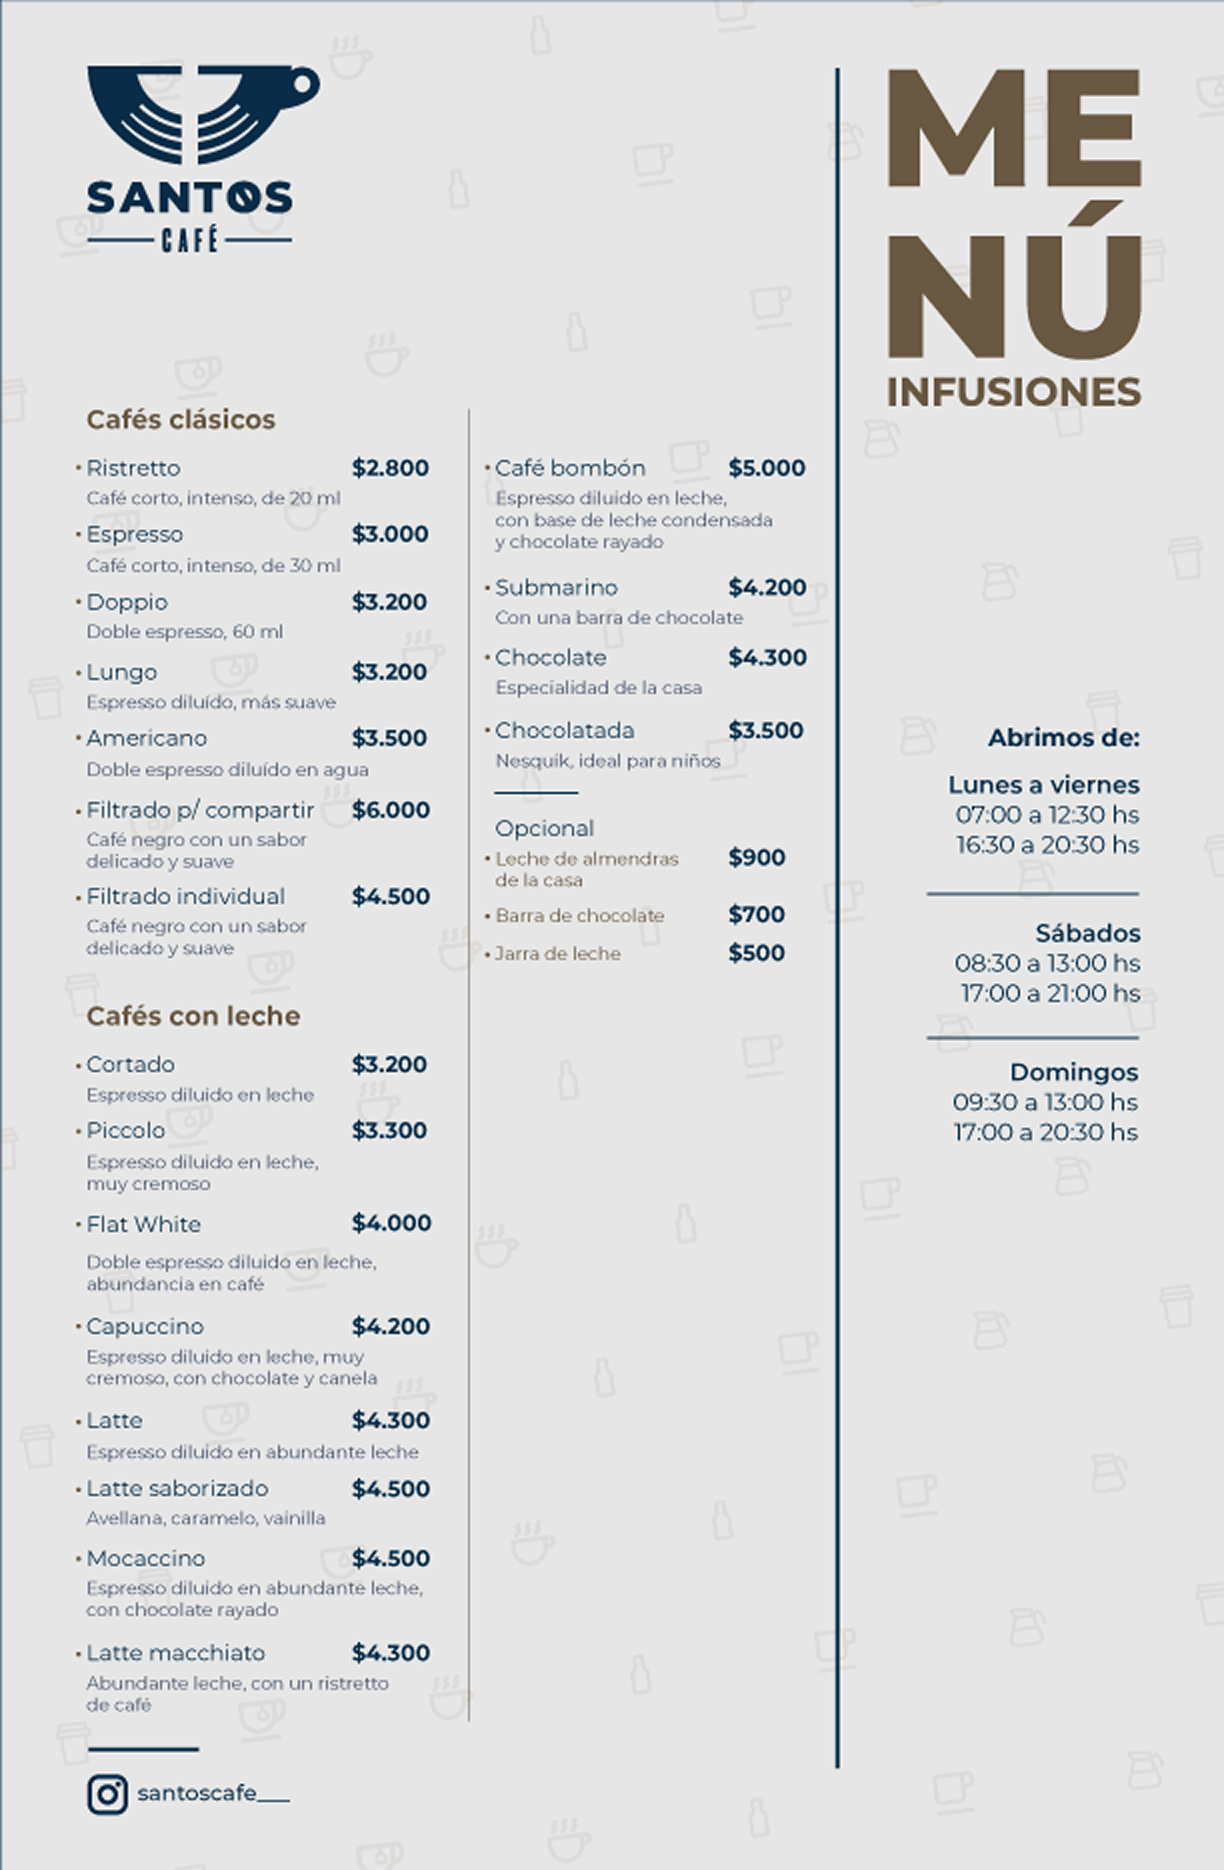 SANTOS
CAFÉ
ME
NÚ
INFUSIONES
Cafés clásicos
Ristretto $2.800
Café corto, intenso, de 20 ml
Espresso $3.000
Café corto, intenso, de 30 ml
Doppio $3.200
Doble espresso, 60 ml
Lungo $3.200
Espresso diluído, más suave
Americano $3.500
Doble espresso diluído en agua
Filtrado p/ compartir $6.000
Café negro con un sabor
delicado y suave
Filtrado individual $4.500
Café negro con un sabor
delicado y suave
Cafés con leche
Cortado $3.200
Espresso diluido en leche
Piccolo $3.300
Espresso diluido en leche,
muy cremoso
Flat White $4.000
Doble espresso diluido en leche,
abundancia en café
Capuccino $4.200
Espresso diluido en leche, muy
cremoso, con chocolate y canela
Latte $4.300
Espresso diluido en abundante leche
Latte saborizado $4.500
Avellana, caramelo, vainilla
Mocaccino $4.500
Espresso diluido en abundante leche,
con chocolate rayado
Latte macchiato $4.300
Abundante leche, con un ristretto
de café
santoscafe___
Café bombón $5.000
Espresso diluido en leche,
con base de leche condensada
y chocolate rayado
Submarino $4.200
Con una barra de chocolate
Chocolate $4.300
Especialidad de la casa
Chocolatada $3.500
Nesquik, ideal para niños
Opcional
Leche de almendras $900
de la casa
Barra de chocolate $700
Jarra de leche $500
Abrimos de:
Lunes a viernes
07:00 a 12:30 hs
16:30 a 20:30 hs
Sábados
08:30 a 13:00 hs
17:00 a 21:00 hs
Domingos
09:30 a 13:00 hs
17:00 a 20:30 hs